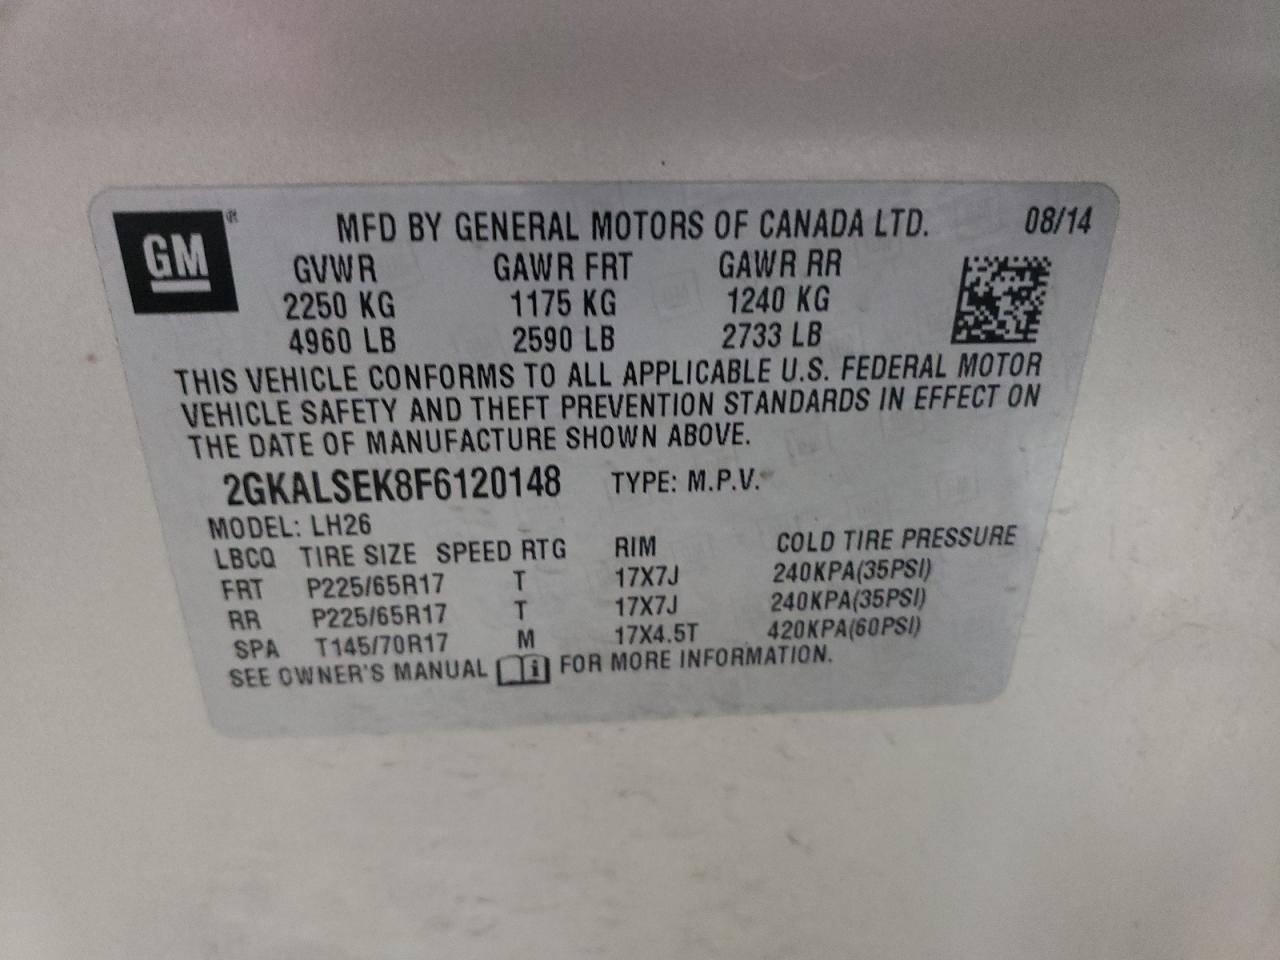 GM ®
MFD BY GENERAL MOTORS OF CANADA LTD. 08/14
GVWR GAWR FRT GAWR RR
2250 KG 1175 KG 1240 KG
4960 LB 2590 LB 2733 LB
THIS VEHICLE CONFORMS TO ALL APPLICABLE U.S. FEDERAL MOTOR
VEHICLE SAFETY AND THEFT PREVENTION STANDARDS IN EFFECT ON
THE DATE OF MANUFACTURE SHOWN ABOVE.
2GKALSEK8F6120148 TYPE: M.P.V.
MODEL: LH26
LBCQ TIRE SIZE SPEED RTG RIM COLD TIRE PRESSURE
FRT P225/65R17 T 17X7J 240KPA(35PSI)
RR P225/65R17 T 17X7J 240KPA(35PSI)
SPA T145/70R17 M 17X4.5T 420KPA(60PSI)
SEE OWNER'S MANUAL i FOR MORE INFORMATION.